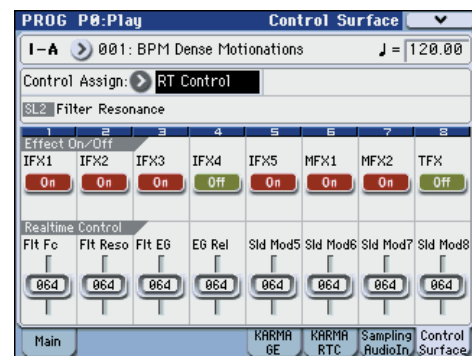 PROG P0:Play Control Surface
I-A 001: BPM Dense Motionations ♩= 120.00
Control Assign: RT Control
SL2 Filter Resonance
1 2 3 4 5 6 7 8
Effect On/Off
IFX1 IFX2 IFX3 IFX4 IFX5 MFX1 MFX2 TFX
On On On Off On On On Off
Realtime Control
Flt Fc Flt Reso Flt EG EG Rel Sld Mod5 Sld Mod6 Sld Mod7 Sld Mod8
064 064 064 064 064 064 064 064
Main KARMA GE KARMA RTC Sampling AudioIn Control Surface